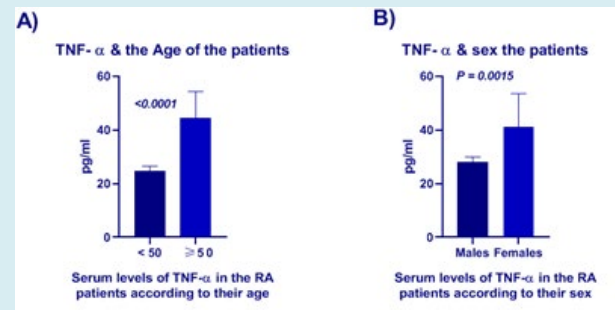 A)
TNF- α & the Age of the patients
60
40
20
0
pg/ml
<0.0001
< 50
≥50
Serum levels of TNF-α in the RA
patients according to their age
B)
TNF- α & sex the patients
P = 0.0015
60
40
20
0
pg/ml
Males Females
Serum levels of TNF-α in the RA
patients according to their sex